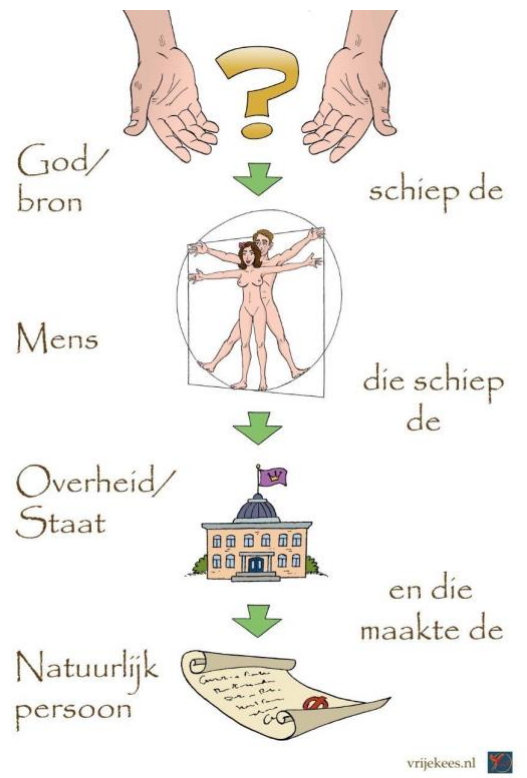 God/
bron
schiep de
Mens
die schiep
de
Overheid/
Staat
en die
maakte de
Natuurlijk
persoon
vrijekees.nl